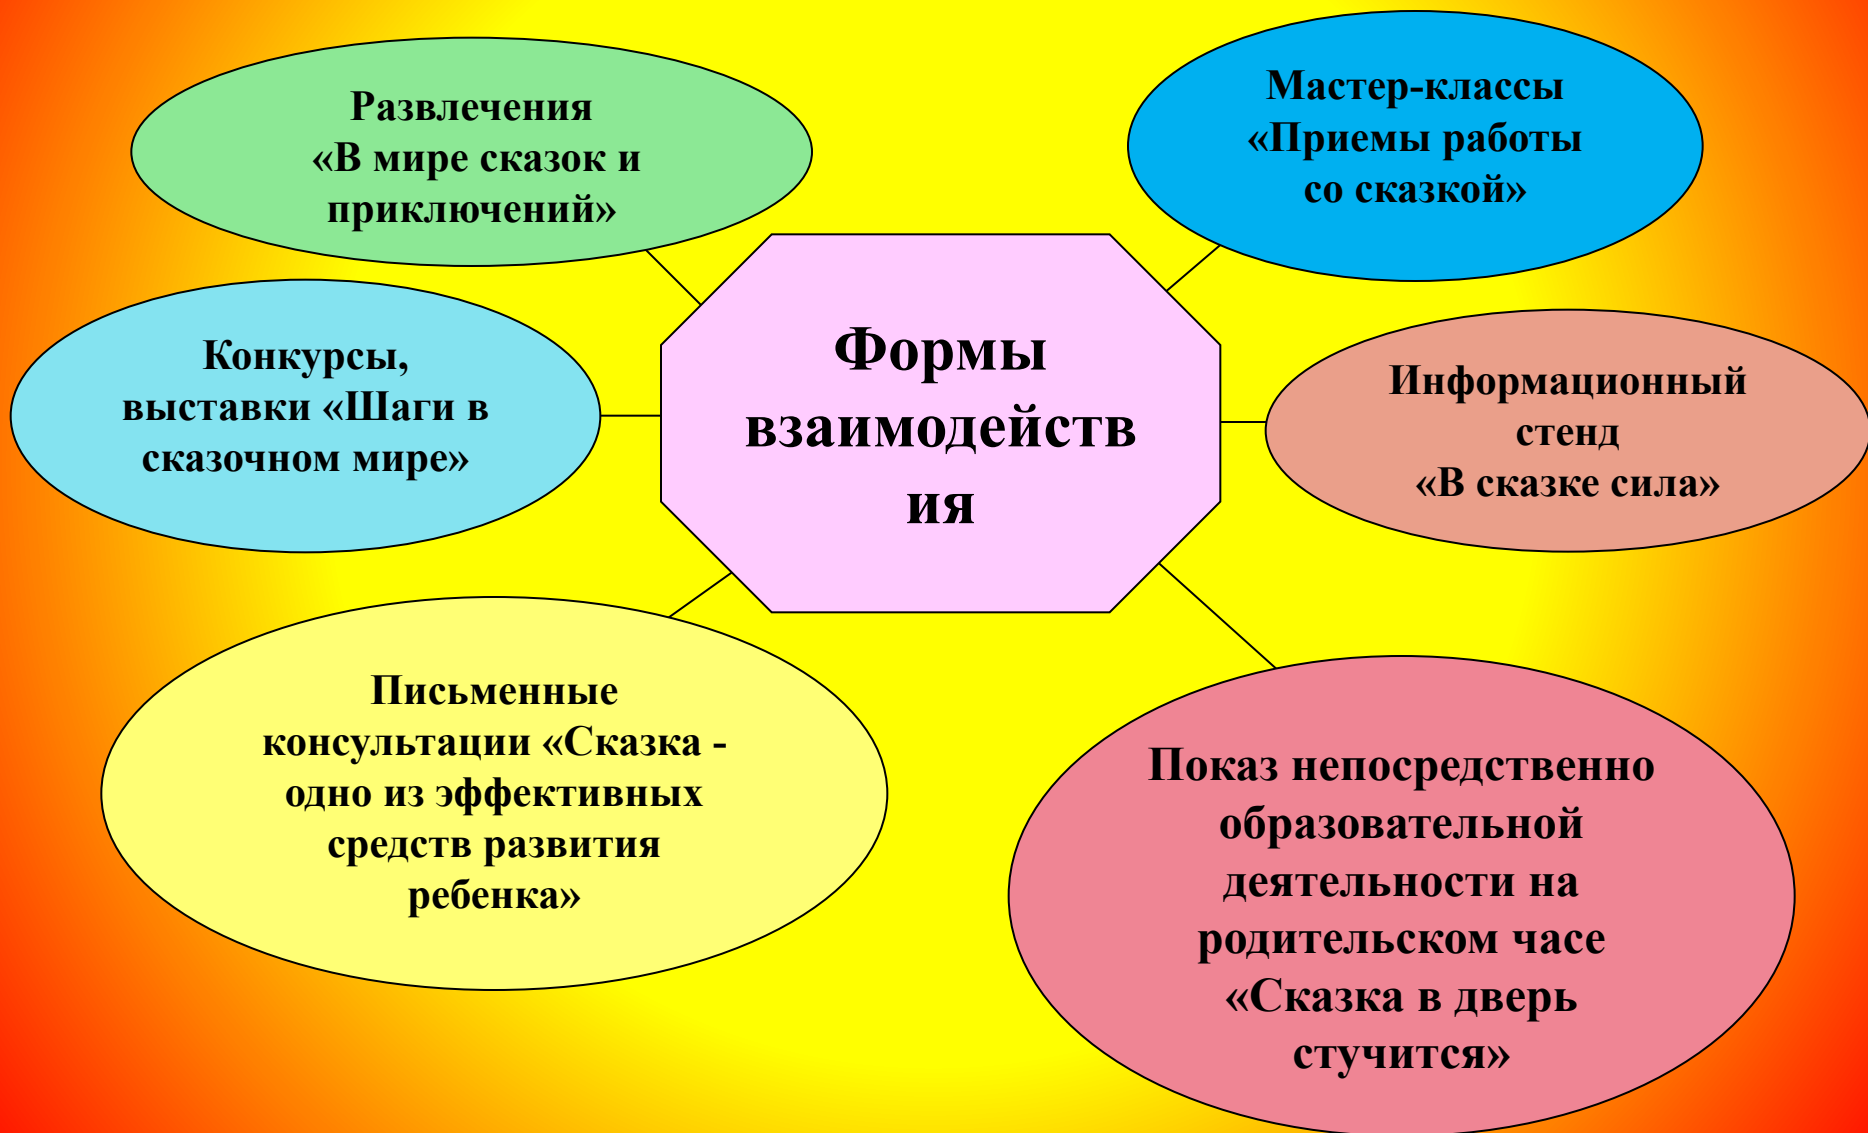 Развлечения
«В мире сказок и
приключений»
Мастер-классы
«Приемы работы
со сказкой»
Конкурсы,
выставки «Шаги в
сказочном мире»
Формы
взаимодейств
ия
Информационный
стенд
«В сказке сила»
Письменные
консультации «Сказка -
одно из эффективных
средств развития
ребенка»
Показ непосредственно
образовательной
деятельности на
родительском часе
«Сказка в дверь
стучится»